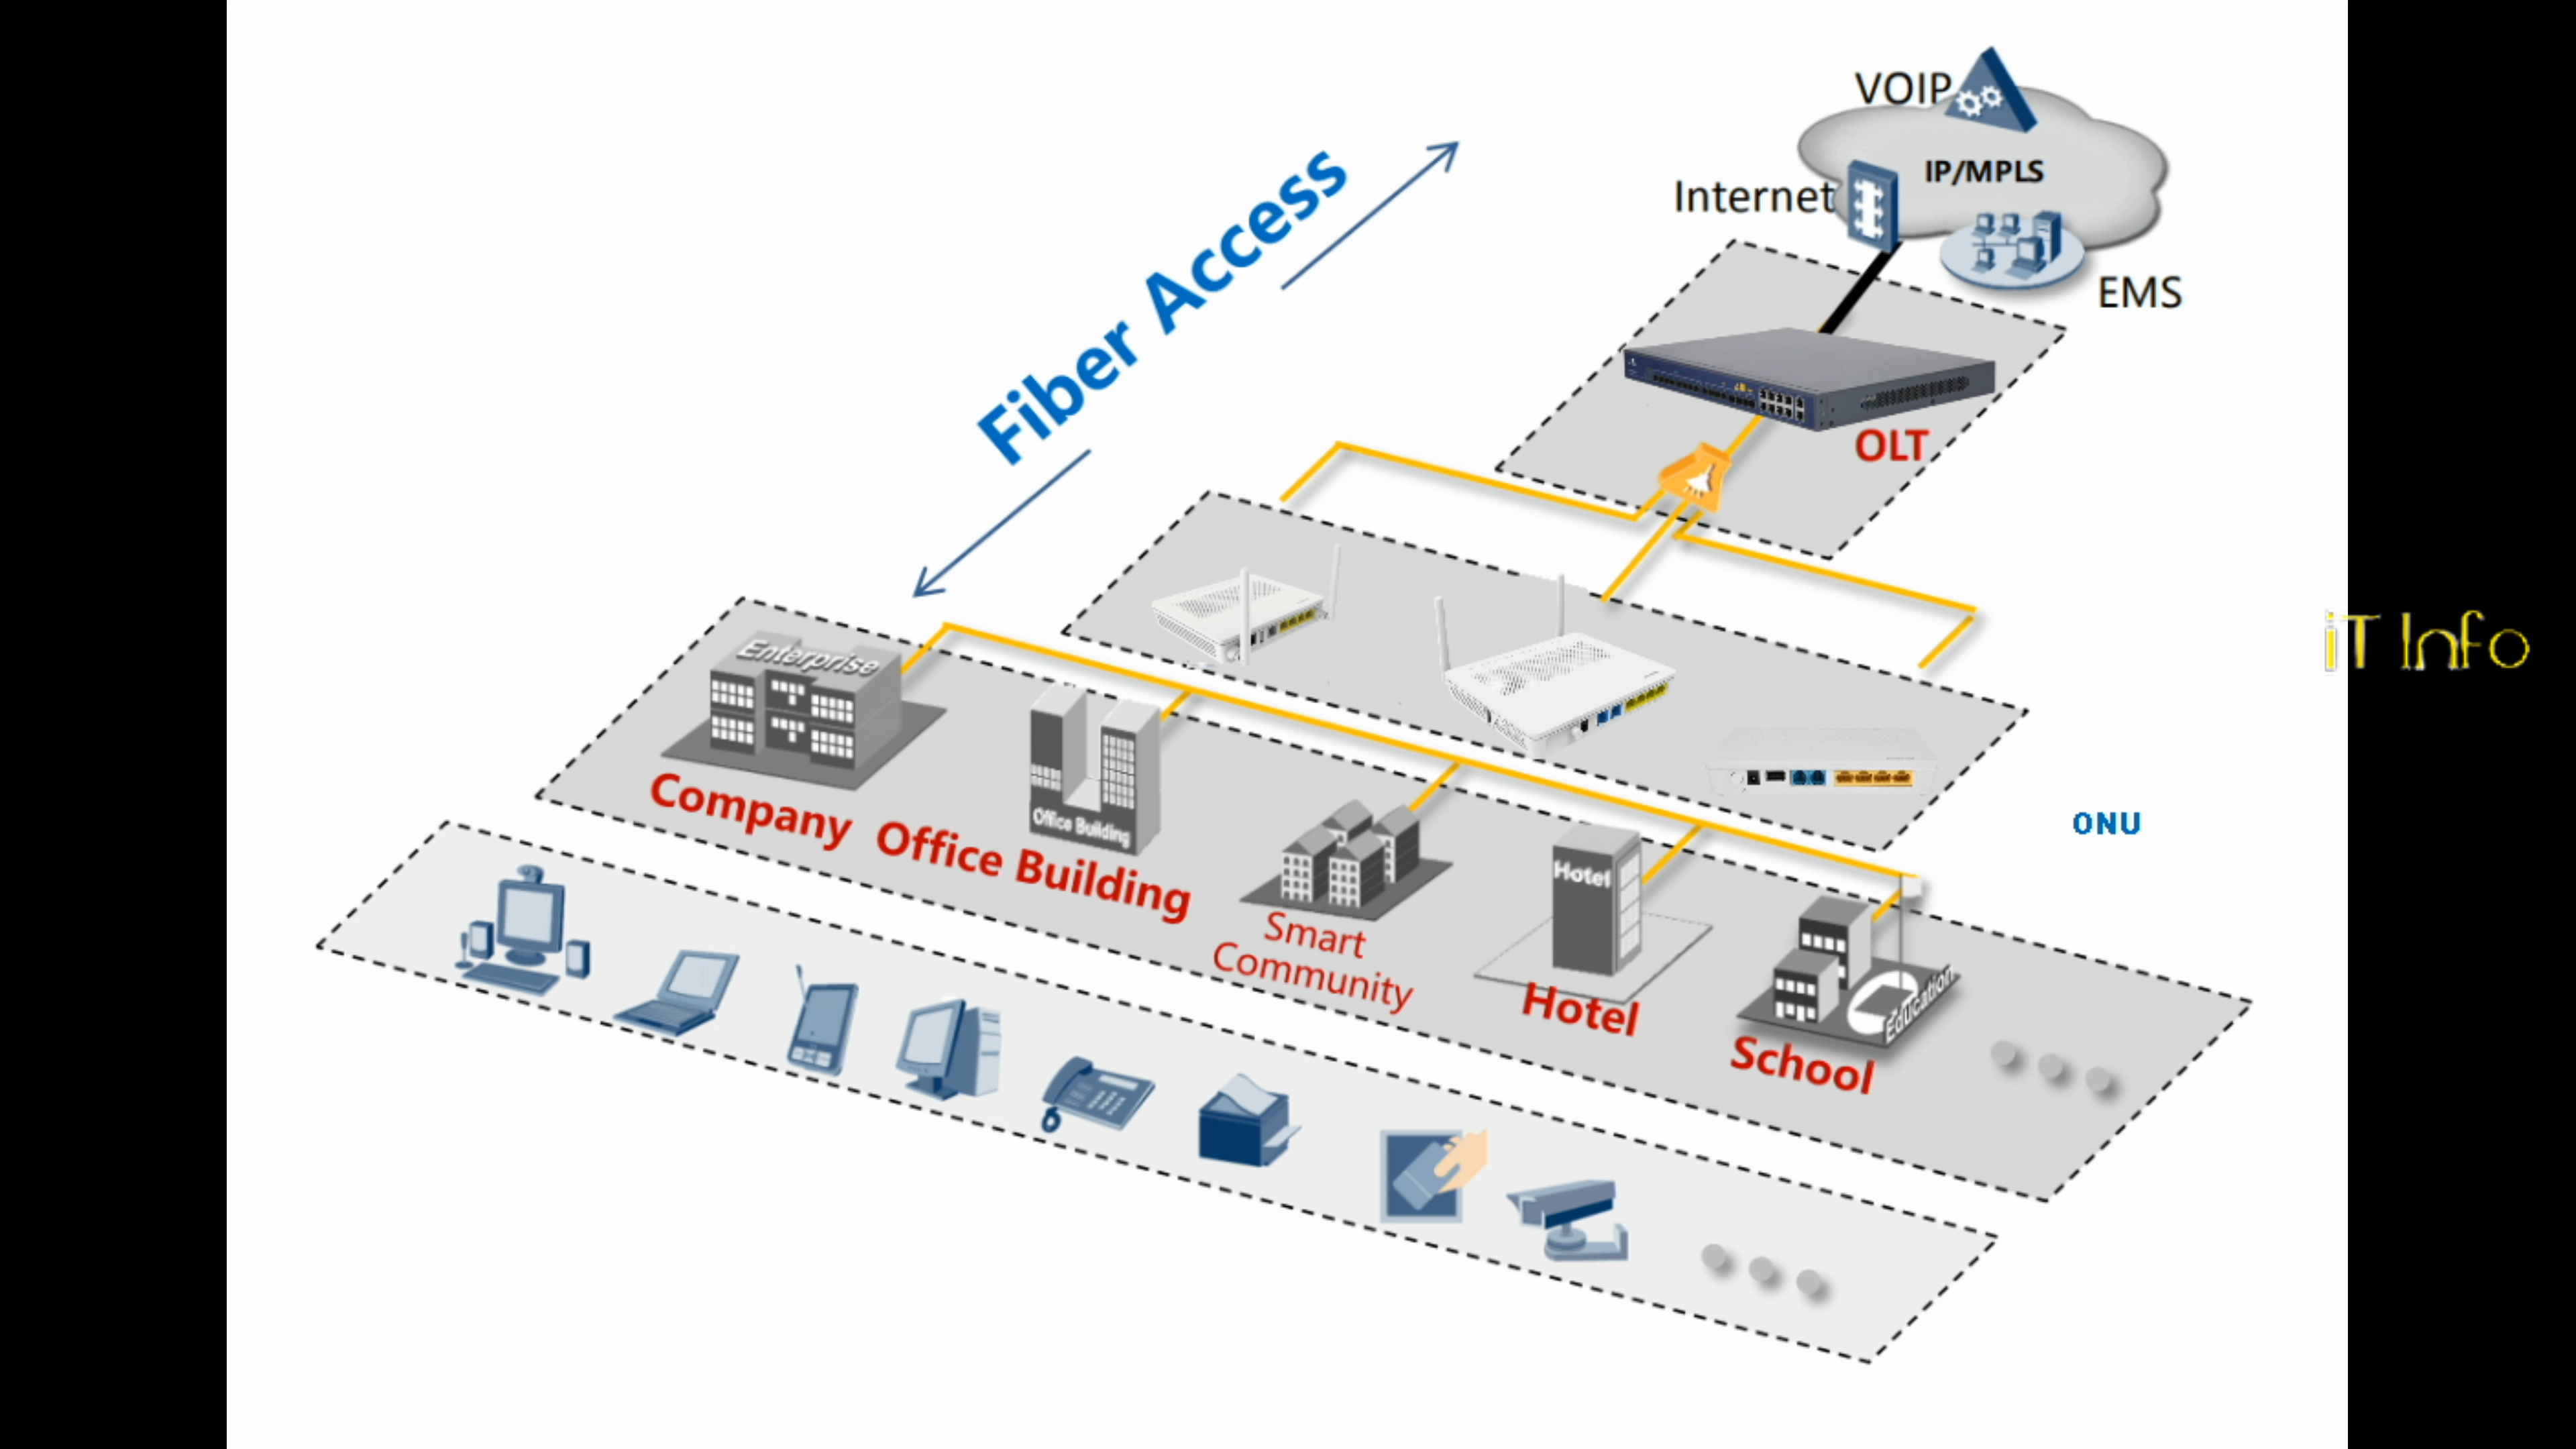 VOIP
IP/MPLS
Internet
EMS
Fiber Access
OLT
iT Info
Enterprise
Company
Office Building
Office Building
ONU
Smart
Community
Hotel
Hotel
Education
School